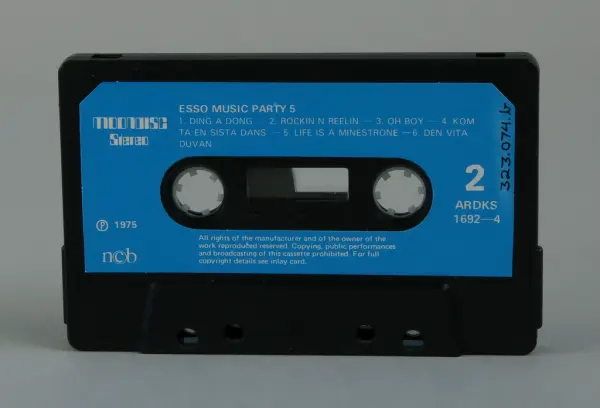 ESSO MUSIC PARTY 5
1. DING A DONG — 2. ROCKIN N REELIN — 3. OH BOY — 4. KOM
TA EN SISTA DANS — 5. LIFE IS A MINESTRONE — 6. DEN VITA
DUVAN
MOONDISC
Stereo
2
ARDKS
1692—4
323.074.b
Ⓟ 1975
ncb
All rights of the manufacturer and of the owner of the
work reproduced reserved. Copying, public performances
and broadcasting of this cassette prohibited. For full
copyright details see inlay card.